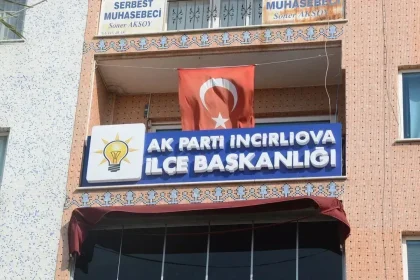 SERBEST
MUHASEBECİ
Soner AKSOY
MUHASEBECİ
Soner AKSOY
AK PARTİ İNCİRLİOVA
İLÇE BAŞKANLIĞI